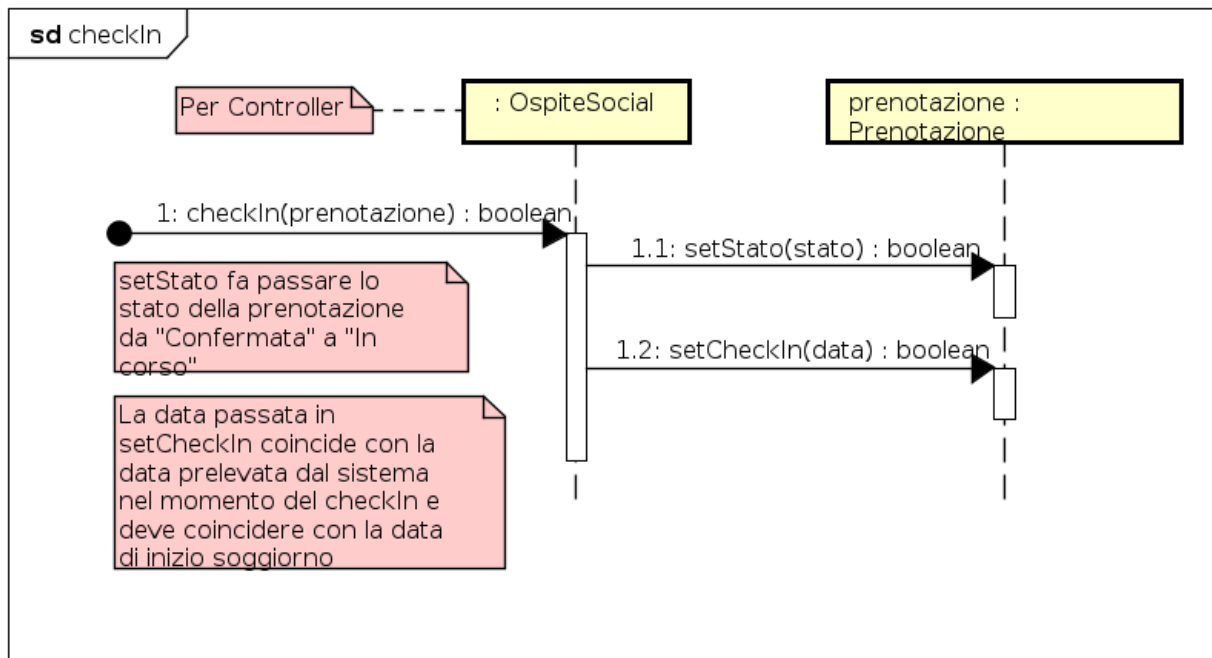 sd checkIn
Per Controller
: OspiteSocial
prenotazione :
Prenotazione
1: checkIn(prenotazione) : boolean
1.1: setStato(stato) : boolean
setStato fa passare lo
stato della prenotazione
da "Confermata" a "In
corso"
1.2: setCheckIn(data) : boolean
La data passata in
setCheckIn coincide con la
data prelevata dal sistema
nel momento del checkIn e
deve coincidere con la data
di inizio soggiorno